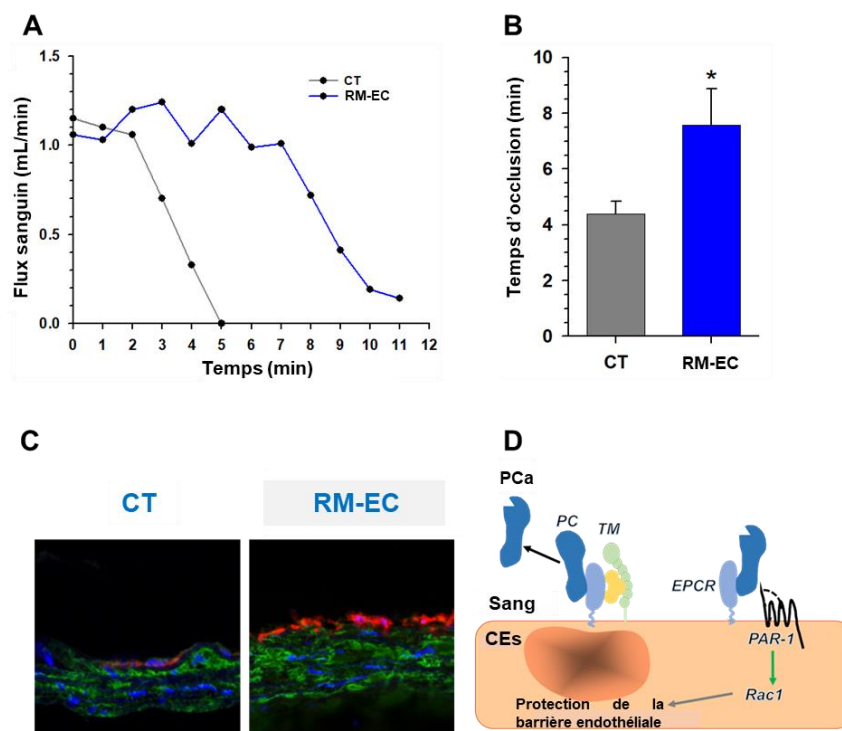 A
1.5
1.0
0.5
0.0
Flux sanguin (mL/min)
CT
RM-EC
0 1 2 3 4 5 6 7 8 9 10 11 12
Temps (min)
B
10
8
6
4
2
0
Temps d'occlusion (min)
*
CT
RM-EC
C
CT
RM-EC
D
PCa
PC
TM
EPCR
Sang
CEs
PAR-1
Rac1
Protection de la
barrière endothéliale